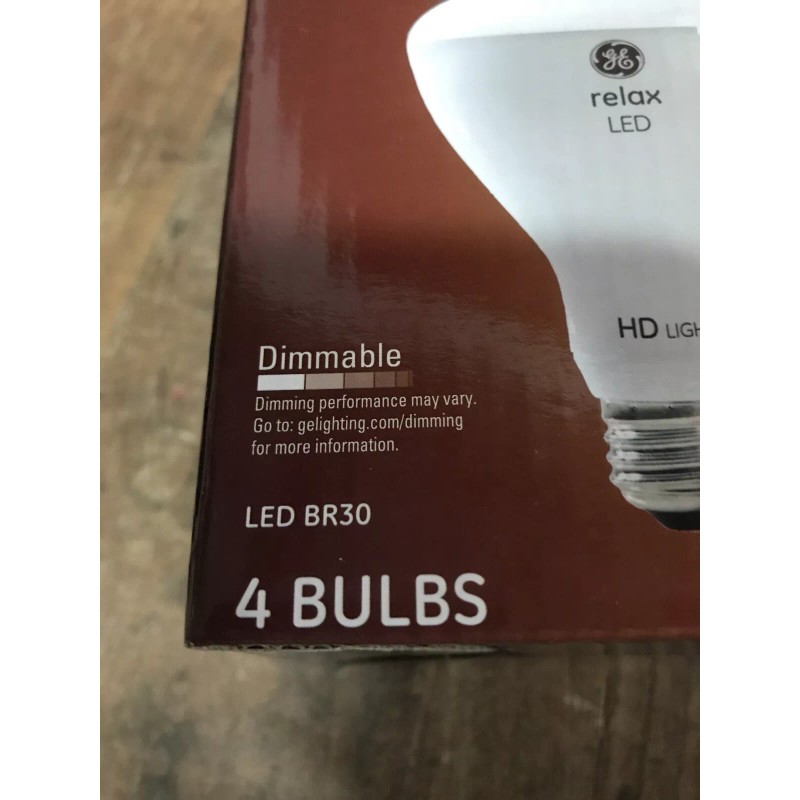 GE
relax
LED
HD LIGH
Dimmable
Dimming performance may vary.
Go to: gelighting.com/dimming
for more information.
LED BR30
4 BULBS